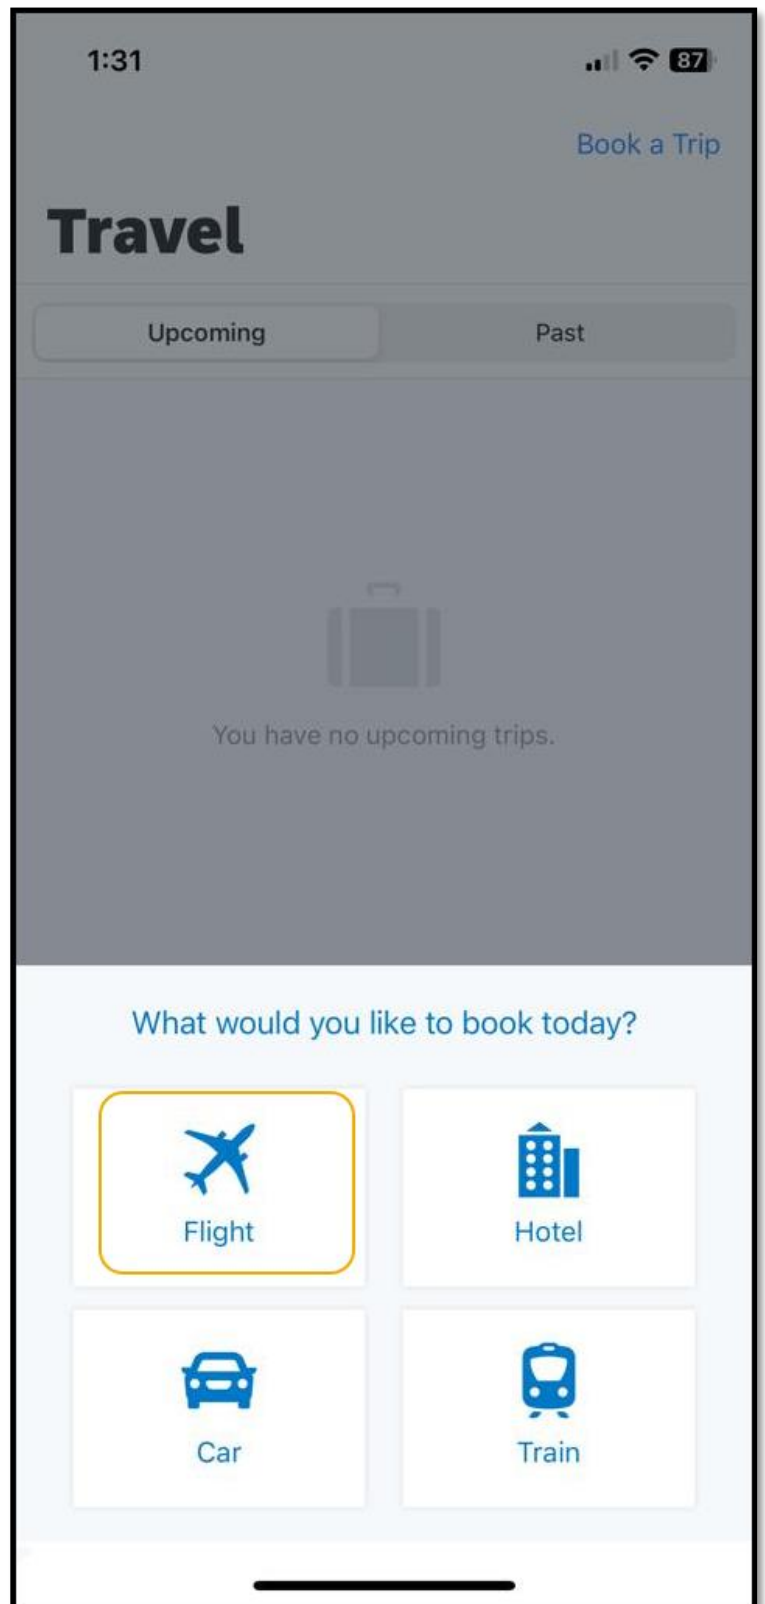 1:31
87
Book a Trip
Travel
Upcoming
Past
You have no upcoming trips.
What would you like to book today?
Flight
Hotel
Car
Train